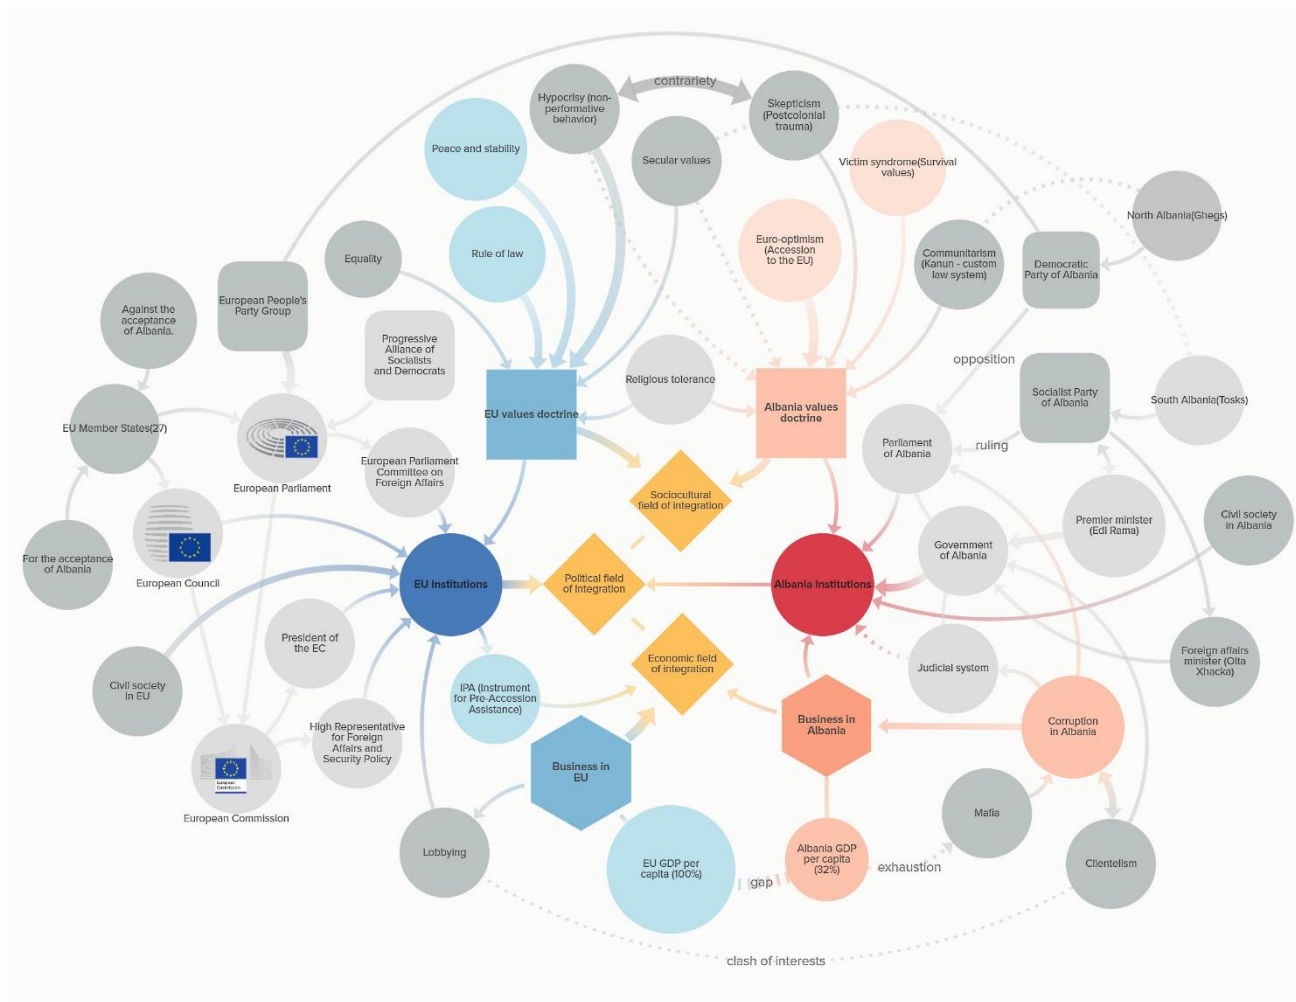 contrariety
Hypocrisy (non-
performative
behavior)
Skepticism
(Postcolonial
trauma)
Peace and stability
Secular values
Victim syndrome(Survival
values)
North Albania(Ghegs)
Equality
Rule of law
Euro-optimism
(Accession
to the EU)
Communitarism
(Kanun - custom
law system)
Democratic
Party of Albania
Against the
acceptance
of Albania.
European People's
Party Group
Progressive
Alliance of
Socialists
and Democrats
opposition
Religious tolerance
EU values doctrine
Albania values
doctrine
Socialist Party
of Albania
South Albania(Tosks)
EU Member States(27)
European Parliament
European Parliament
Committee on
Foreign Affairs
Parliament
of Albania
ruling
Sociocultural
field of integration
Premier minister
(Edi Rama)
Civil society
in Albania
For the acceptance
of Albania
European Council
EU institutions
Political field
of integration
Albania institutions
Government
of Albania
President of
the EC
Economic field
of integration
Judicial system
Foreign affairs
minister (Olta
Xhacka)
Civil society
in EU
IPA (Instrument
for Pre-Accession
Assistance)
High Representative
for Foreign
Affairs and
Security Policy
Business in
Albania
Corruption
in Albania
Business in
EU
European
Commission
European Commission
Mafia
Lobbying
EU GDP per
capita (100%)
gap
Albania GDP
per capita
(32%)
exhaustion
Clientelism
clash of interests